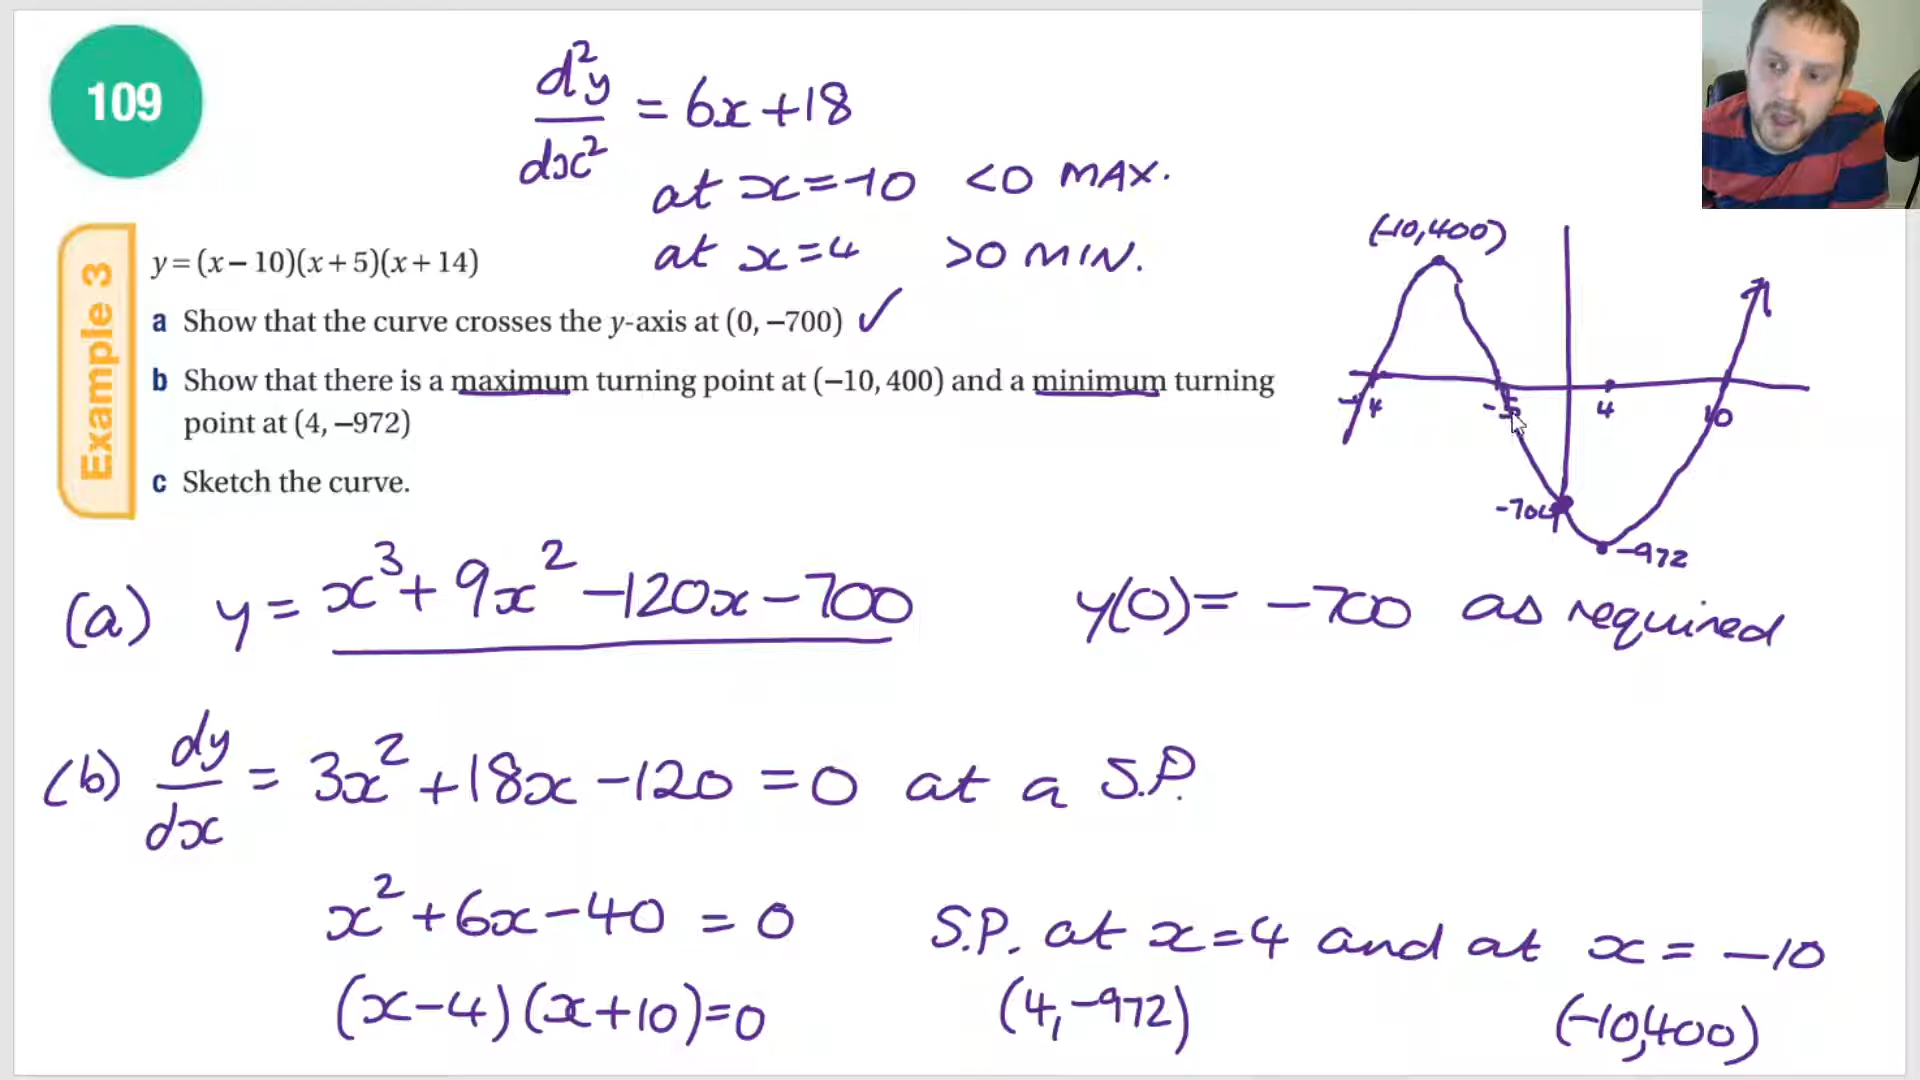 109
d²y/dx² = 6x+18
at x=-10 <0 MAX.
at x=4 >0 MIN.
Example 3
y=(x−10)(x+5)(x+14)
a Show that the curve crosses the y-axis at (0, −700) ✓
b Show that there is a maximum turning point at (−10, 400) and a minimum turning
point at (4, −972)
c Sketch the curve.
(-10,400)
4
10
-972
(a) y = x³+9x²-120x-700
y(0)= -700 as required
(b) dy/dx = 3x²+18x-120=0 at a S.P.
x²+6x-40=0
(x-4)(x+10)=0
S.P. at x=4 and at x=-10
(4,-972)
(-10,400)